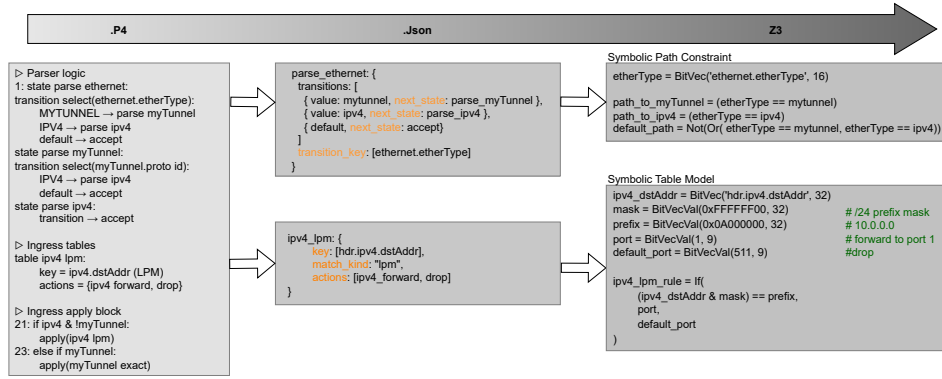 .P4
.Json
Z3
▷ Parser logic
1: state parse ethernet:
transition select(ethernet.etherType):
MYTUNNEL → parse myTunnel
IPV4 → parse ipv4
default → accept
state parse myTunnel:
transition select(myTunnel.proto id):
IPV4 → parse ipv4
default → accept
state parse ipv4:
transition → accept
▷ Ingress tables
table ipv4 lpm:
key = ipv4.dstAddr (LPM)
actions = {ipv4 forward, drop}
▷ Ingress apply block
21: if ipv4 & !myTunnel:
apply(ipv4 lpm)
23: else if myTunnel:
apply(myTunnel exact)
parse_ethernet: {
transitions: [
{ value: mytunnel, next_state: parse_myTunnel },
{ value: ipv4, next_state: parse_ipv4 },
{ default, next_state: accept}
]
transition_key: [ethernet.etherType]
}
ipv4_lpm: {
key: [hdr.ipv4.dstAddr],
match_kind: "lpm",
actions: [ipv4_forward, drop]
}
Symbolic Path Constraint
etherType = BitVec('ethernet.etherType', 16)
path_to_myTunnel = (etherType == mytunnel)
path_to_ipv4 = (etherType == ipv4)
default_path = Not(Or( etherType == mytunnel, etherType == ipv4))
Symbolic Table Model
ipv4_dstAddr = BitVec('hdr.ipv4.dstAddr', 32)
mask = BitVecVal(0xFFFFFF00, 32) # /24 prefix mask
prefix = BitVecVal(0x0A000000, 32) # 10.0.0.0
port = BitVecVal(1, 9) # forward to port 1
default_port = BitVecVal(511, 9) #drop
ipv4_lpm_rule = If(
(ipv4_dstAddr & mask) == prefix,
port,
default_port
)